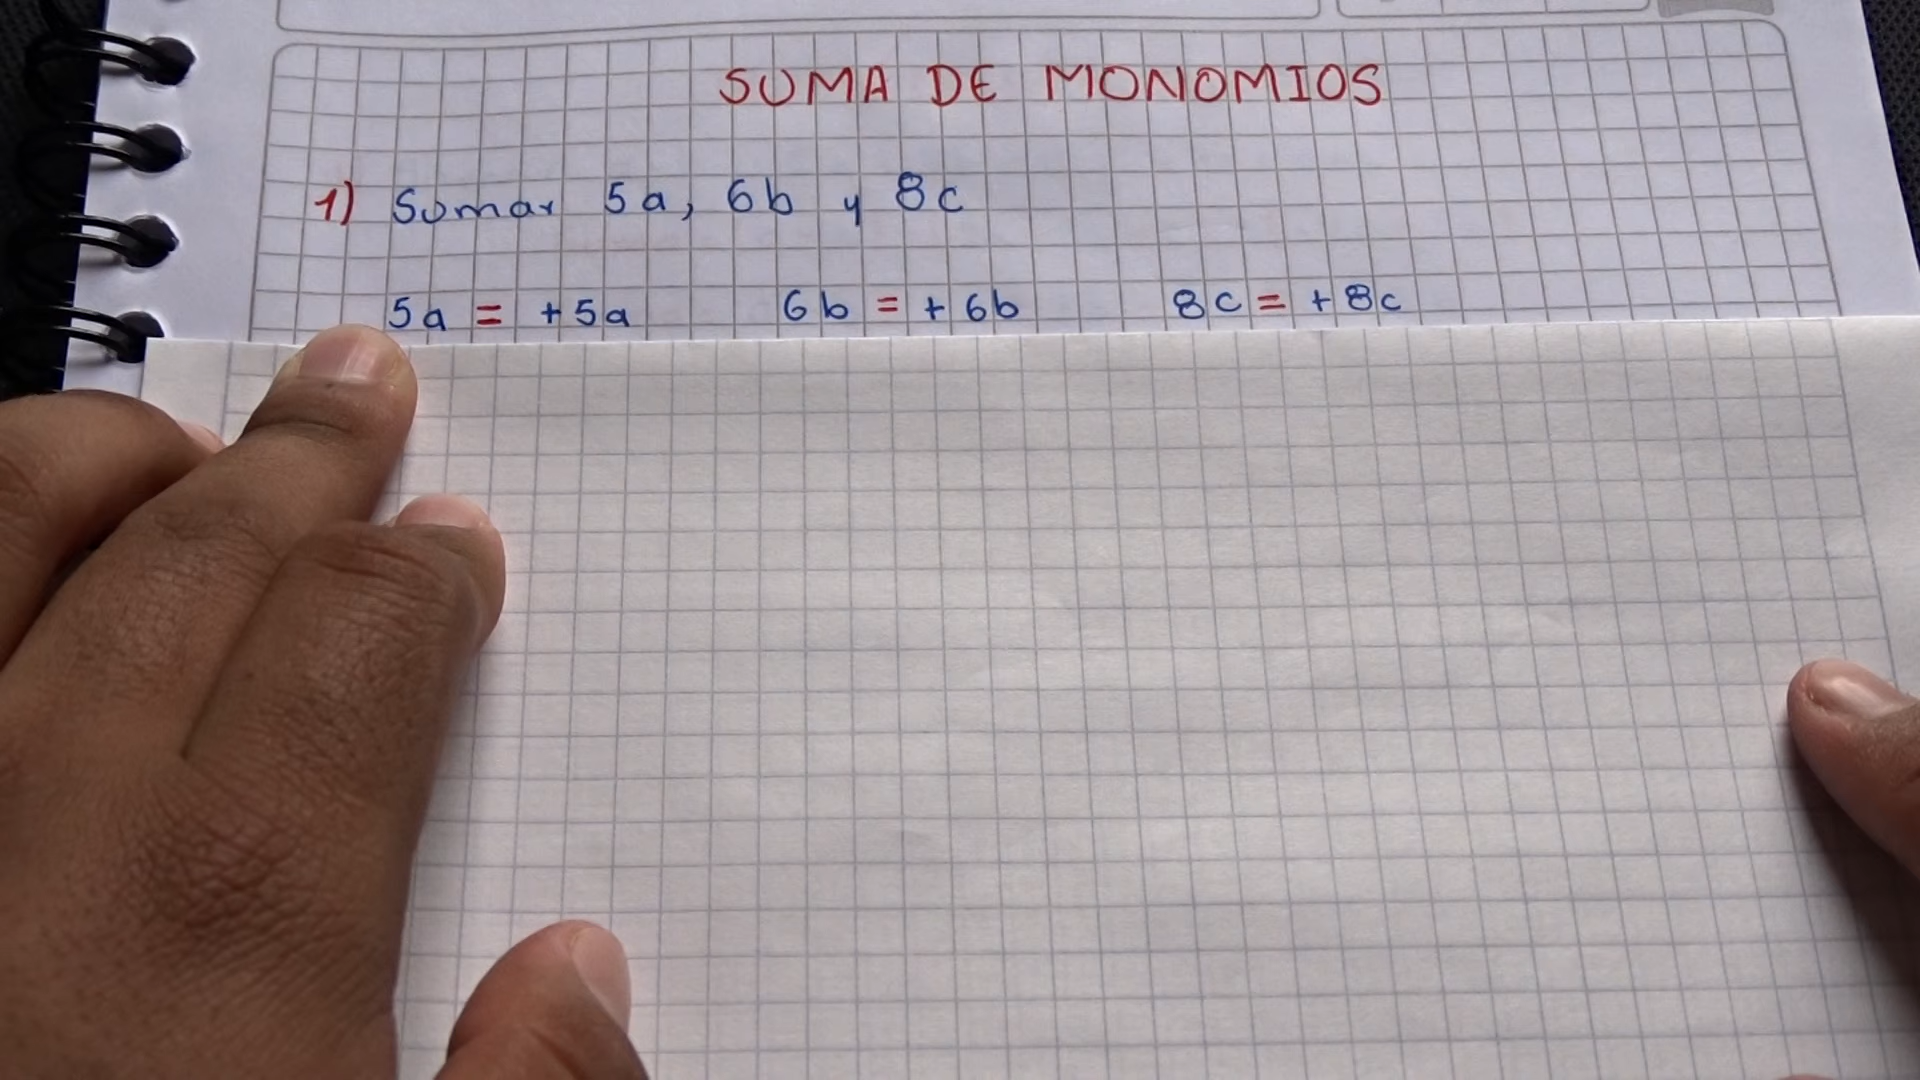 SUMA DE MONOMIOS
1) Sumar 5a, 6b y 8c
5a = +5a 6b = +6b 8c = +8c